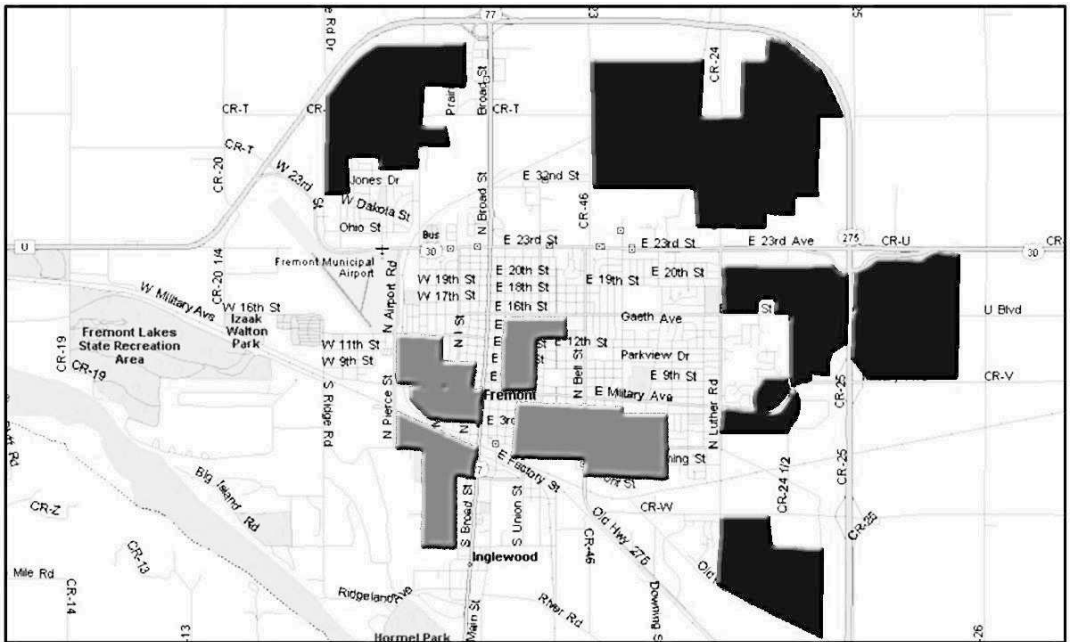 77
CR-24
Broad St
CR-T
CR-T
CR-T
CR-20
W 23rd St
Jones Dr
W Dakota St
Ohio St
E 32nd St
CR-46
N Broad St
Bus
30
U
E 23rd St
E 23rd St
E 23rd Ave
275
CR-U
30
Fremont Municipal
Airport
CR-20 1/4
N Airport Rd
W 19th St
W 17th St
E 20th St
E 18th St
E 16th St
E 19th St
E 20th St
W Military Ave
W 16th St
Izaak
Walton
Park
Fremont Lakes
State Recreation
Area
CR-19
CR-19
N I St
Gaeth Ave
U Blvd
W 11th St
W 9th St
E 12th St
Parkview Dr
N Bell St
E 9th St
CR-V
E Military Ave
Fremont
N Pierce St
S Ridge Rd
N Luther Rd
CR-25
E 3rd
E Factory St
Big Island Rd
CR-24 1/2
CR-25
CR-W
CR-25
CR-Z
CR-13
S Broad St
S Union St
Old Hwy 275
CR-46
Inglewood
Mile Rd
CR-14
Ridgeland Ave
River Rd
Downing S
Main St
Hormel Park
-13
-26